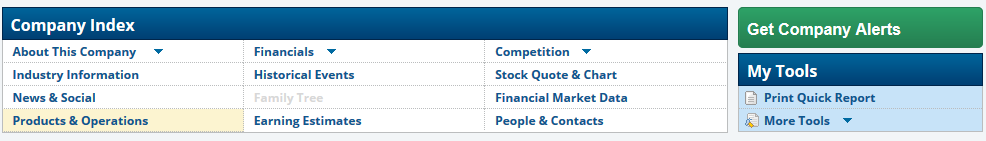 Company Index
About This Company Financials Competition
Industry Information Historical Events Stock Quote & Chart
News & Social Family Tree Financial Market Data
Products & Operations Earning Estimates People & Contacts
Get Company Alerts
My Tools
Print Quick Report
More Tools